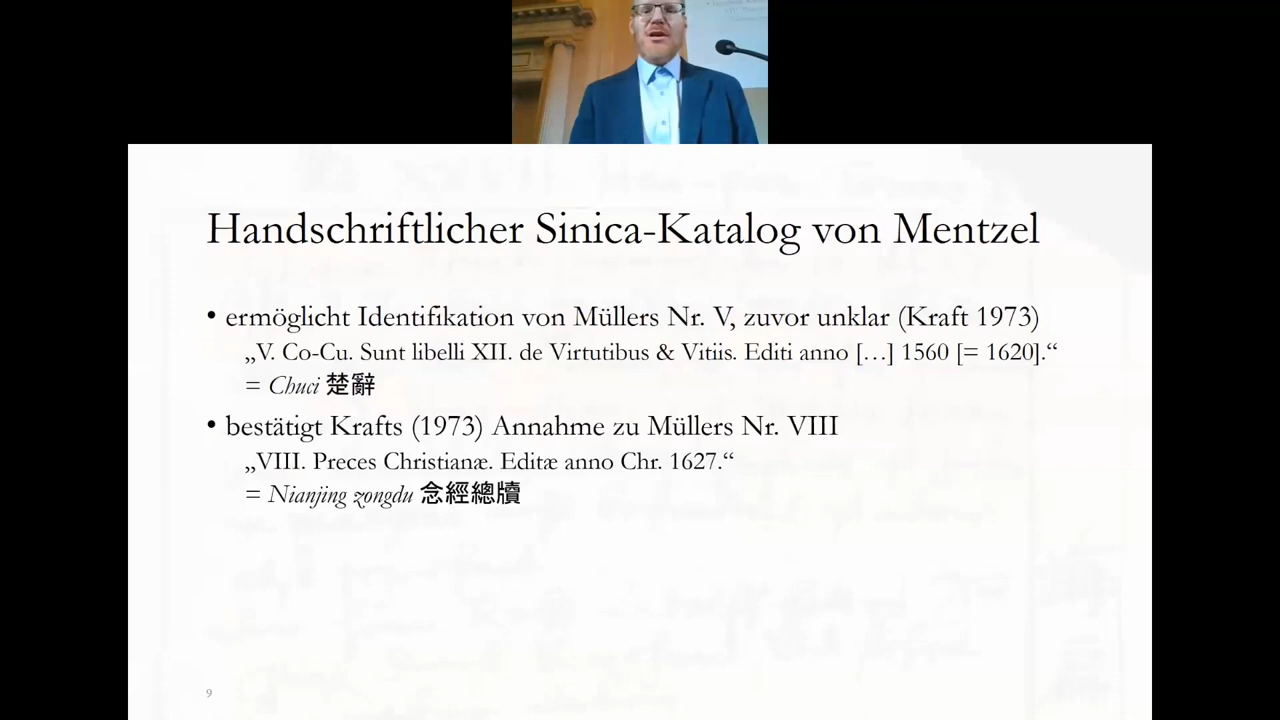 Handschriftlicher Sinica-Katalog von Mentzel
• ermöglicht Identifikation von Müllers Nr. V, zuvor unklar (Kraft 1973)
„V. Co-Cu. Sunt libelli XII. de Virtutibus & Vitiis. Editi anno […] 1560 [= 1620].“
= Chuci 楚辭
• bestätigt Krafts (1973) Annahme zu Müllers Nr. VIII
„VIII. Preces Christianæ. Editæ anno Chr. 1627.“
= Nianjing zongdu 念經總牘
9